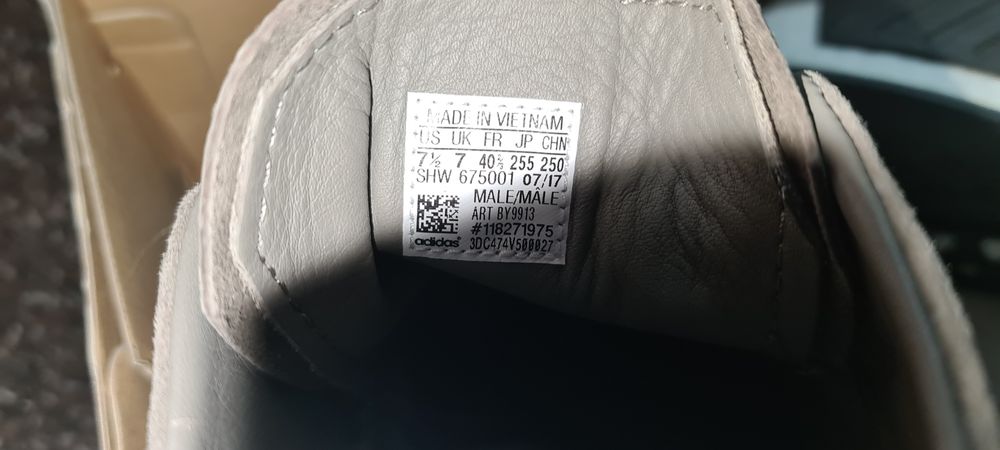 MADE IN VIETNAM
US UK FR JP CHN
7½ 7 40⅔ 255 250
SHW 675001 07/17
MALE/MÂLE
ART BY9913
#118271975
adidas 3DC474V500027